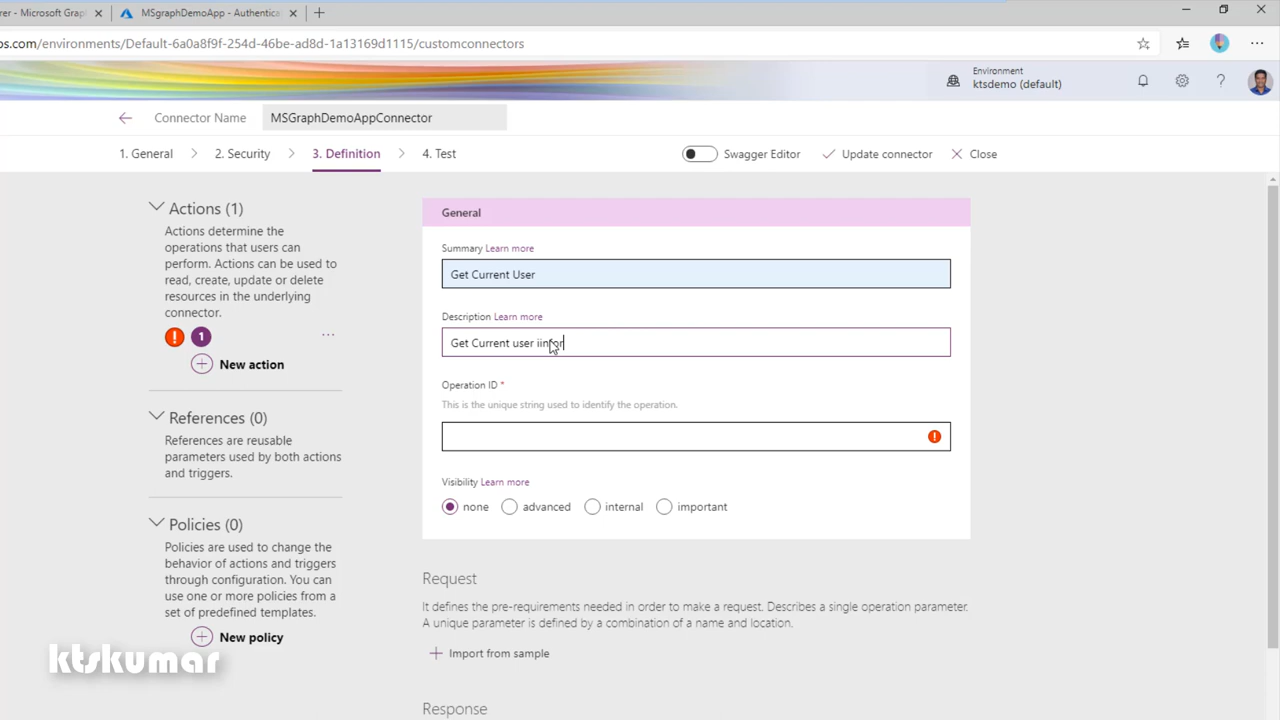 rer - Microsoft Grap
MSgraphDemoApp - Authentica
os.com/environments/Default-6a0a8f9f-254d-46be-ad8d-1a13169d1115/customconnectors
Environment
ktsdemo (default)
Connector Name
MSGraphDemoAppConnector
1. General
2. Security
3. Definition
4. Test
Swagger Editor
Update connector
Close
Actions (1)
Actions determine the
operations that users can
perform. Actions can be used to
read, create, update or delete
resources in the underlying
connector.
1
New action
References (0)
References are reusable
parameters used by both actions
and triggers.
Policies (0)
Policies are used to change the
behavior of actions and triggers
through configuration. You can
use one or more policies from a
set of predefined templates.
New policy
General
Summary Learn more
Get Current User
Description Learn more
Get Current user iinfor
Operation ID *
This is the unique string used to identify the operation.
Visibility Learn more
none
advanced
internal
important
Request
It defines the pre-requirements needed in order to make a request. Describes a single operation parameter.
A unique parameter is defined by a combination of a name and location.
Import from sample
Response
ktskumar